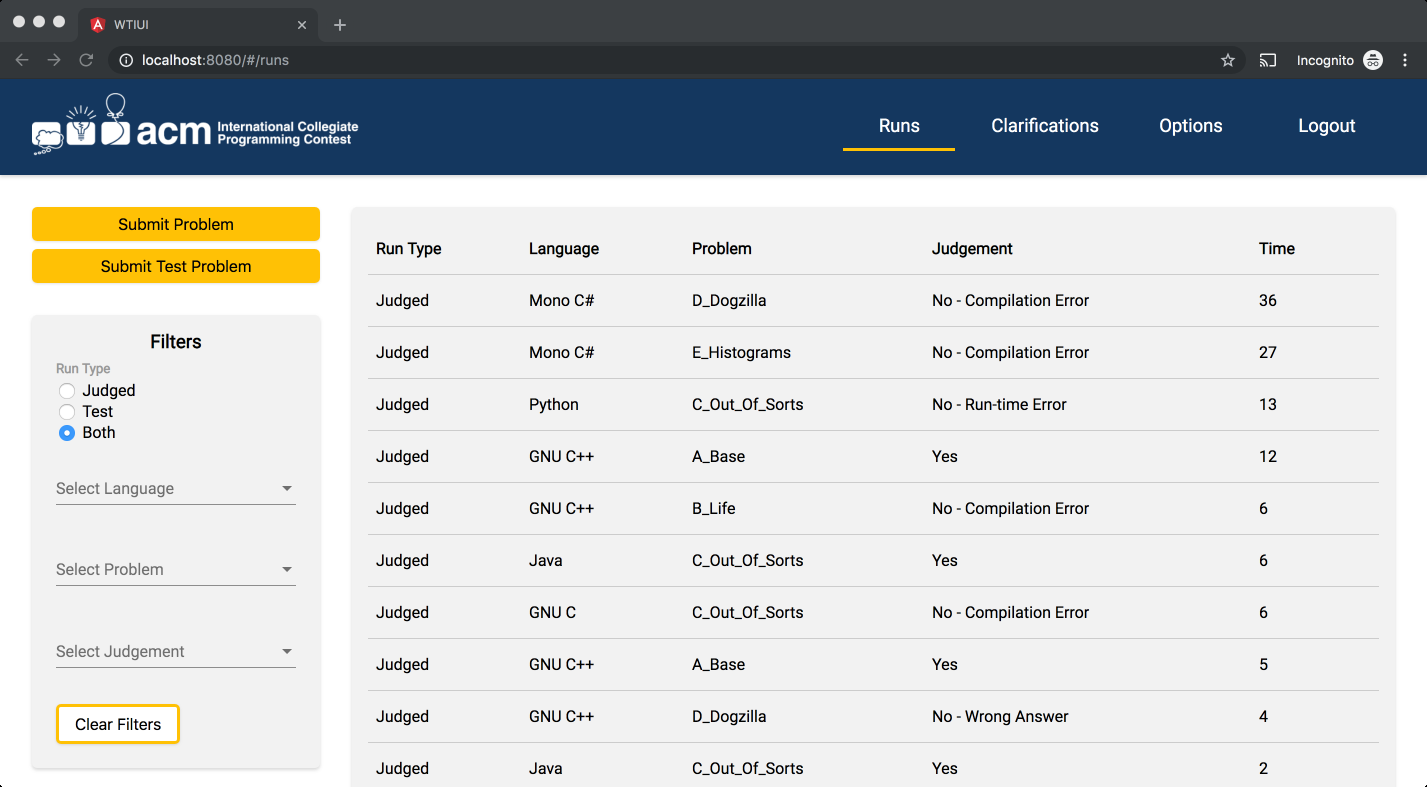 WTIUI
localhost:8080/#/runs
Incognito
acm International Collegiate
Programming Contest
Runs Clarifications Options Logout
Submit Problem
Submit Test Problem
Filters
Run Type
Judged
Test
Both
Select Language
Select Problem
Select Judgement
Clear Filters
Run Type Language Problem Judgement Time
Judged Mono C# D_Dogzilla No - Compilation Error 36
Judged Mono C# E_Histograms No - Compilation Error 27
Judged Python C_Out_Of_Sorts No - Run-time Error 13
Judged GNU C++ A_Base Yes 12
Judged GNU C++ B_Life No - Compilation Error 6
Judged Java C_Out_Of_Sorts Yes 6
Judged GNU C C_Out_Of_Sorts No - Compilation Error 6
Judged GNU C++ A_Base Yes 5
Judged GNU C++ D_Dogzilla No - Wrong Answer 4
Judged Java C_Out_Of_Sorts Yes 2